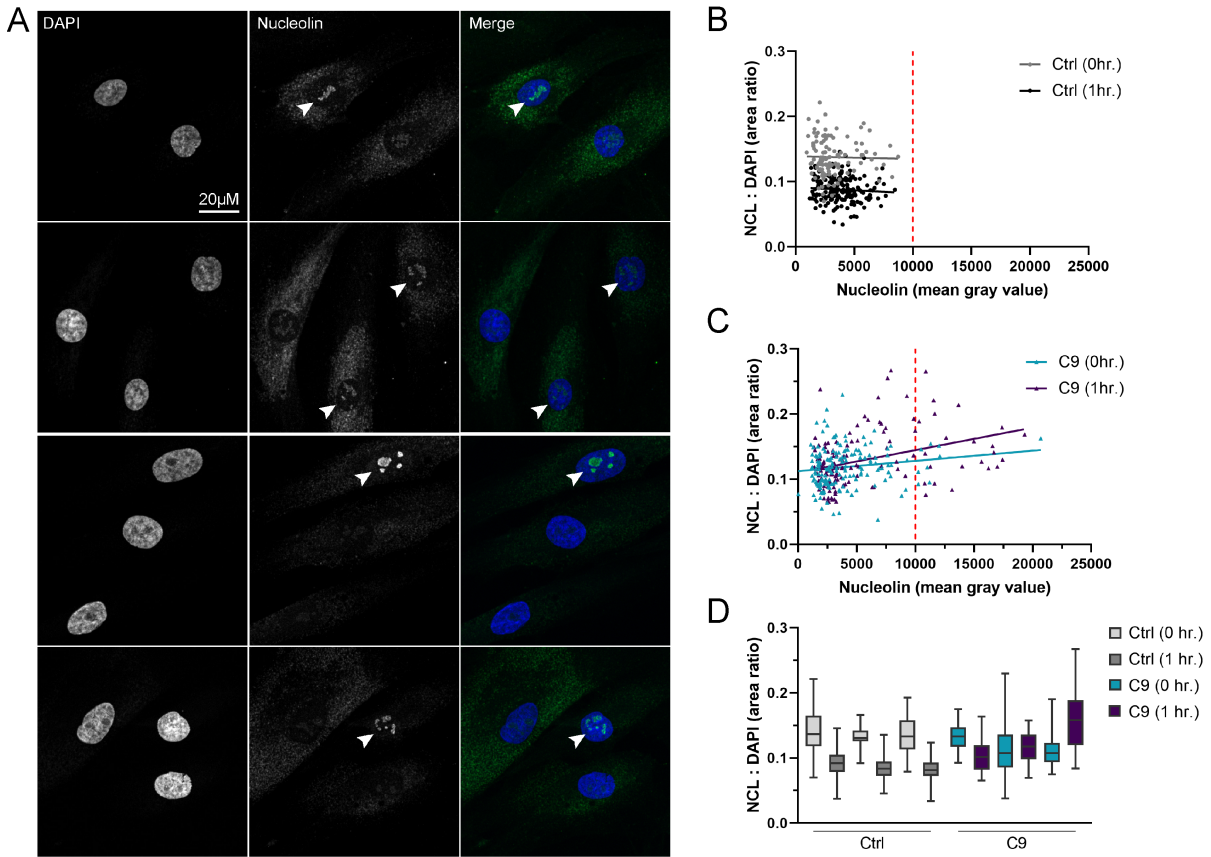 A
DAPI
Nucleolin
Merge
20µM
B
NCL : DAPI (area ratio)
0.3
0.2
0.1
0.0
0
5000
10000
15000
20000
25000
Nucleolin (mean gray value)
Ctrl (0hr.)
Ctrl (1hr.)
C
NCL : DAPI (area ratio)
0.3
0.2
0.1
0.0
0
5000
10000
15000
20000
25000
Nucleolin (mean gray value)
C9 (0hr.)
C9 (1hr.)
D
NCL : DAPI (area ratio)
0.3
0.2
0.1
0.0
Ctrl
C9
Ctrl (0 hr.)
Ctrl (1 hr.)
C9 (0 hr.)
C9 (1 hr.)